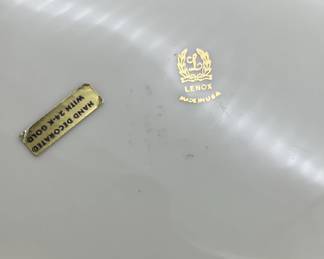 L
LENOX
MADE IN USA
HAND DECORATED
WITH 24-K GOLD